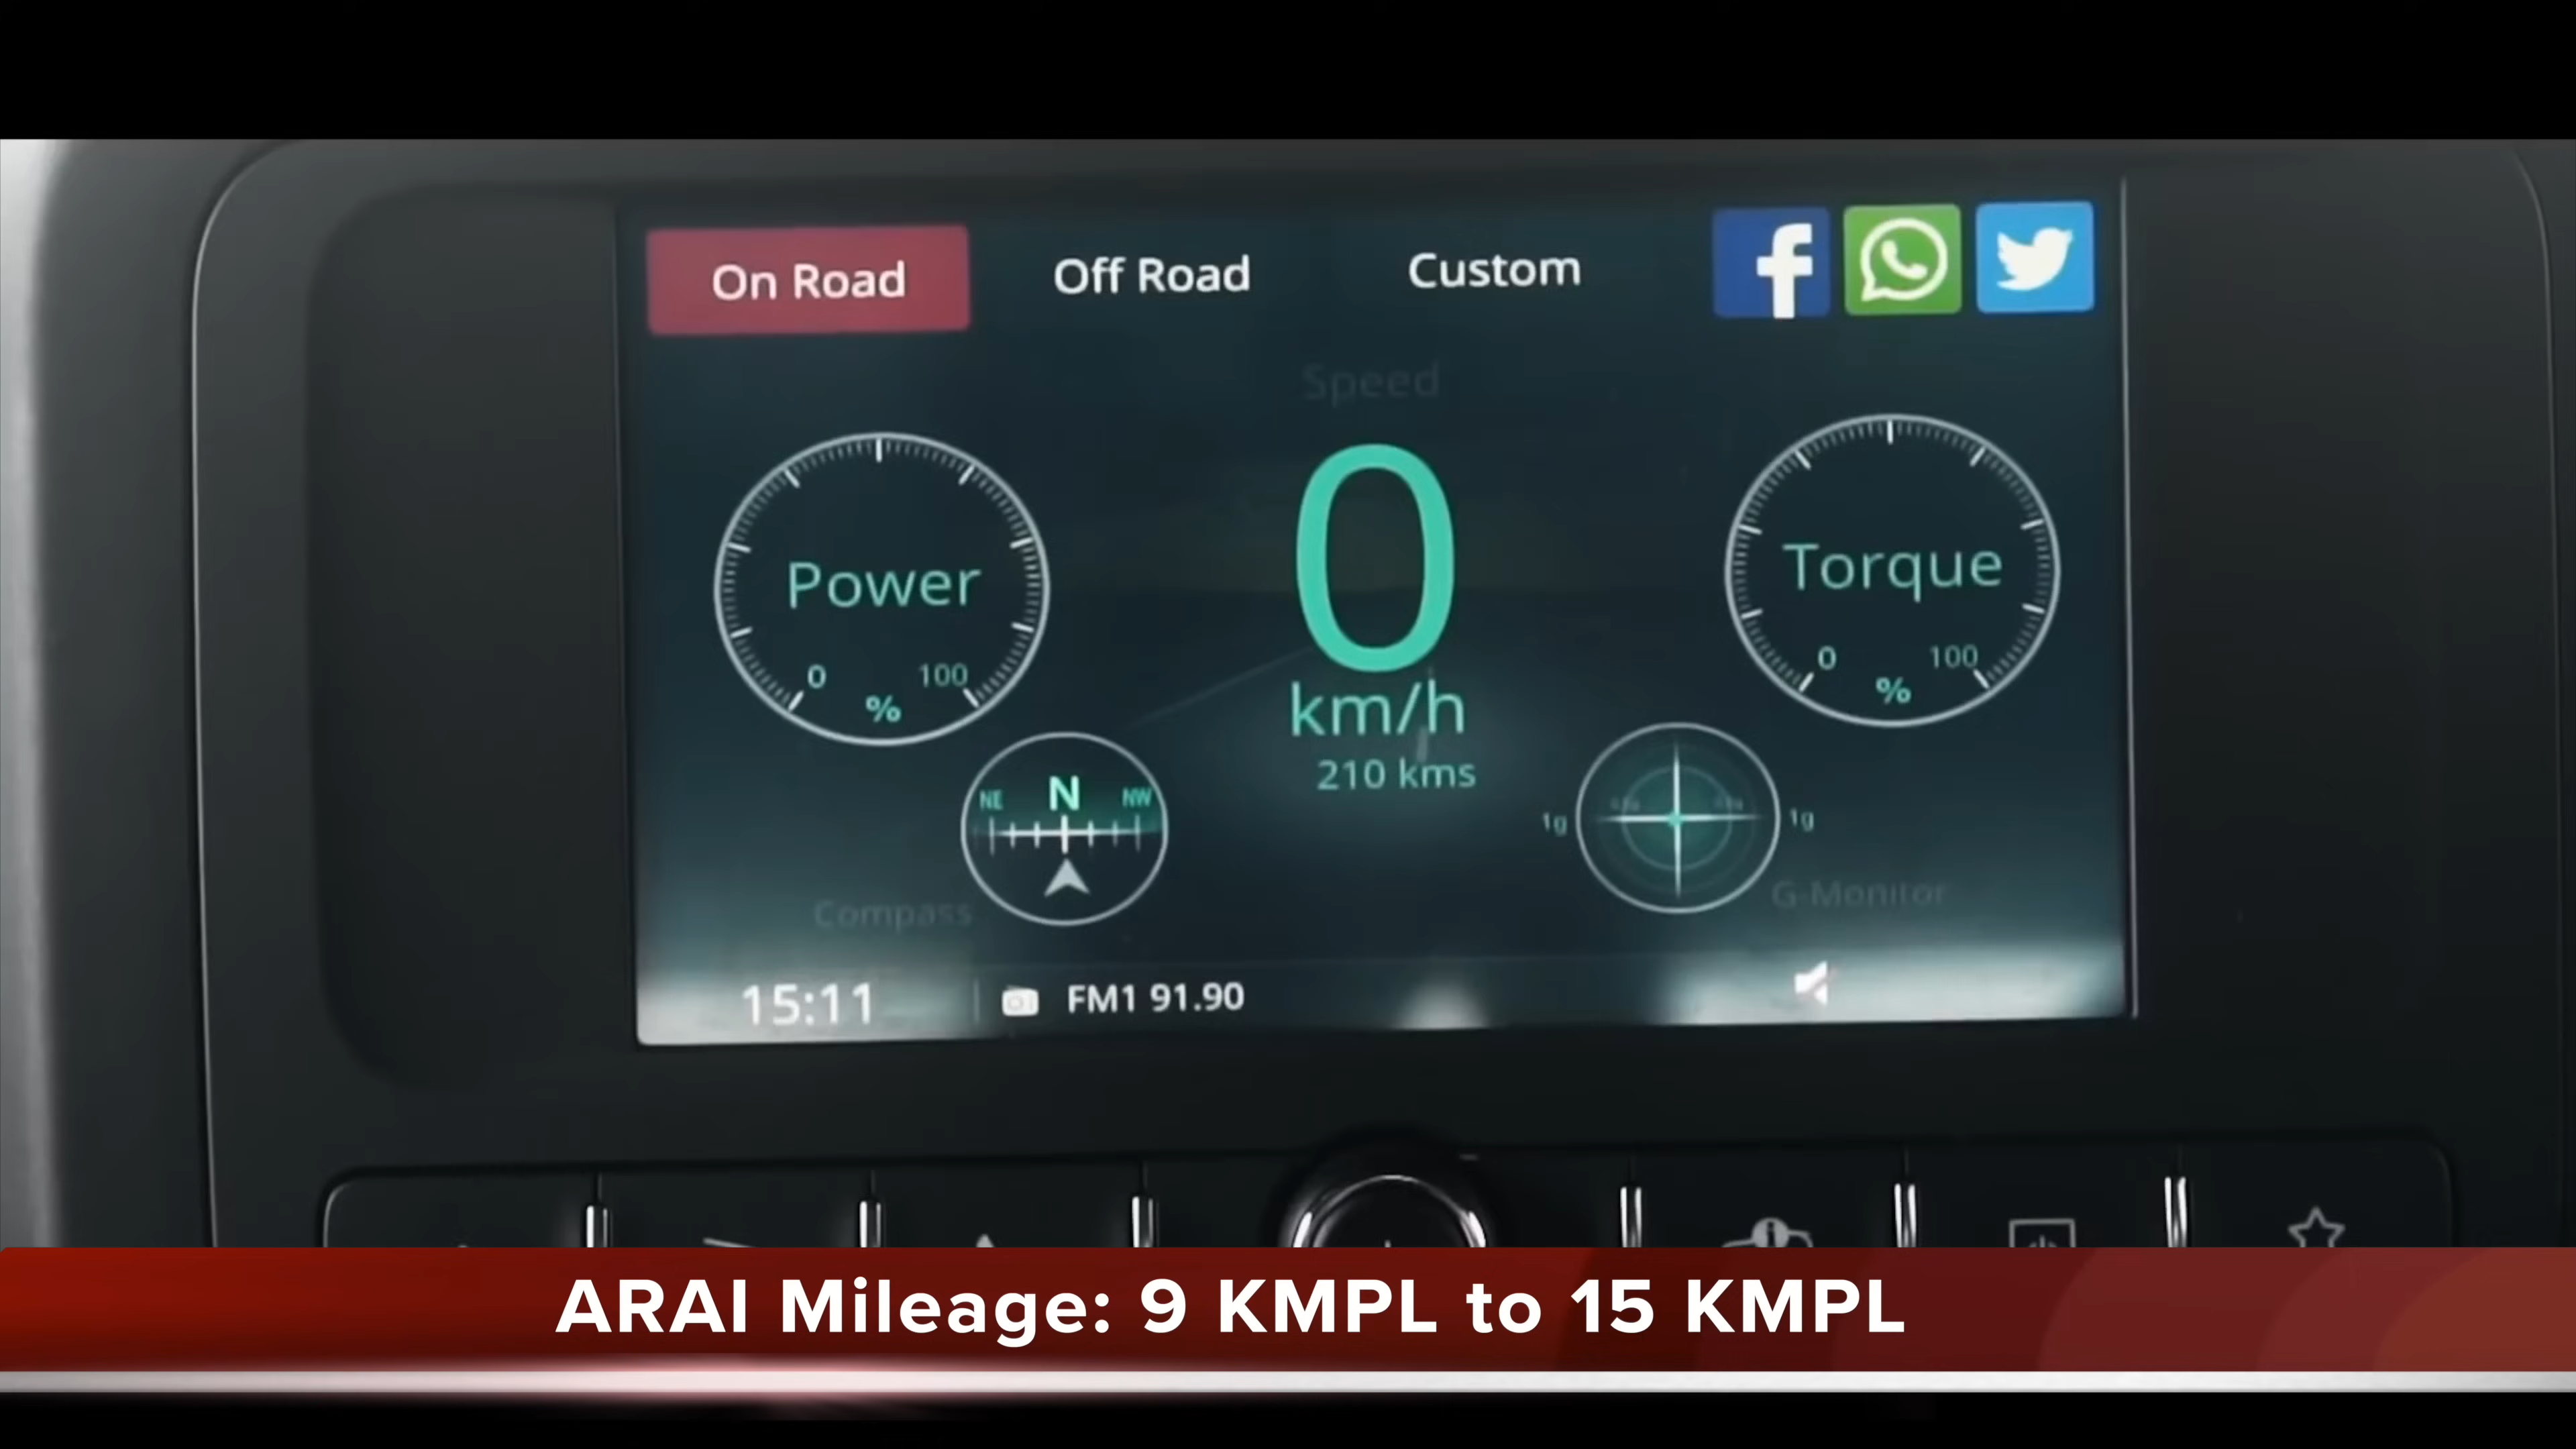 On Road
Off Road
Custom
Speed
Power
0
100
%
0
km/h
210 kms
Torque
0
100
%
NE
N
NW
Compass
1g
1g
G-Monitor
15:11
FM1 91.90
ARAI Mileage: 9 KMPL to 15 KMPL